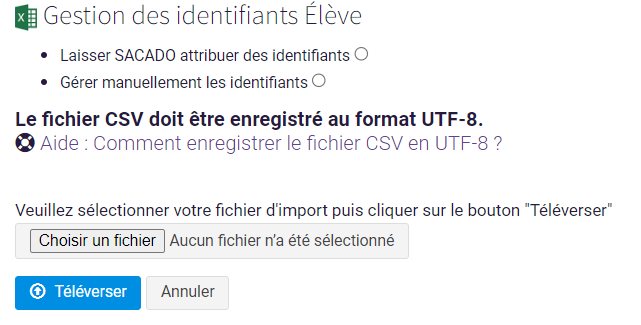 Gestion des identifiants Élève
Laisser SACADO attribuer des identifiants
Gérer manuellement les identifiants
Le fichier CSV doit être enregistré au format UTF-8.
Aide : Comment enregistrer le fichier CSV en UTF-8 ?
Veuillez sélectionner votre fichier d'import puis cliquer sur le bouton "Téléverser"
Choisir un fichier Aucun fichier n’a été sélectionné
Téléverser Annuler